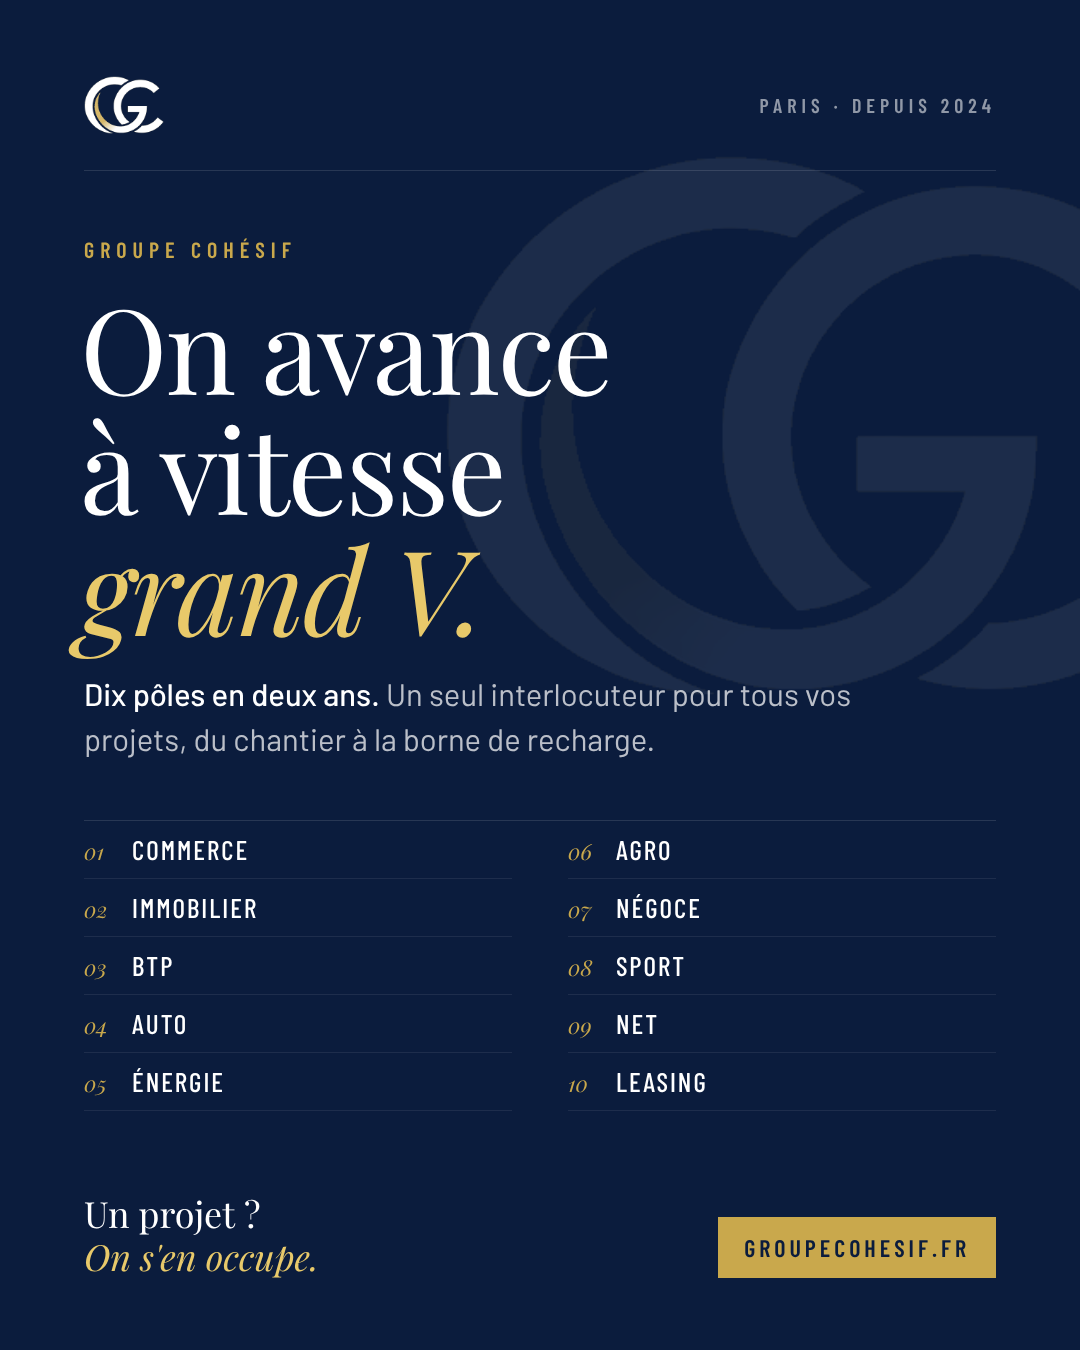 PARIS · DEPUIS 2024
GROUPE COHÉSIF
On avance
à vitesse
grand V.
Dix pôles en deux ans. Un seul interlocuteur pour tous vos
projets, du chantier à la borne de recharge.
01 COMMERCE
02 IMMOBILIER
03 BTP
04 AUTO
05 ÉNERGIE
06 AGRO
07 NÉGOCE
08 SPORT
09 NET
10 LEASING
Un projet ?
On s'en occupe.
GROUPECOHESIF.FR